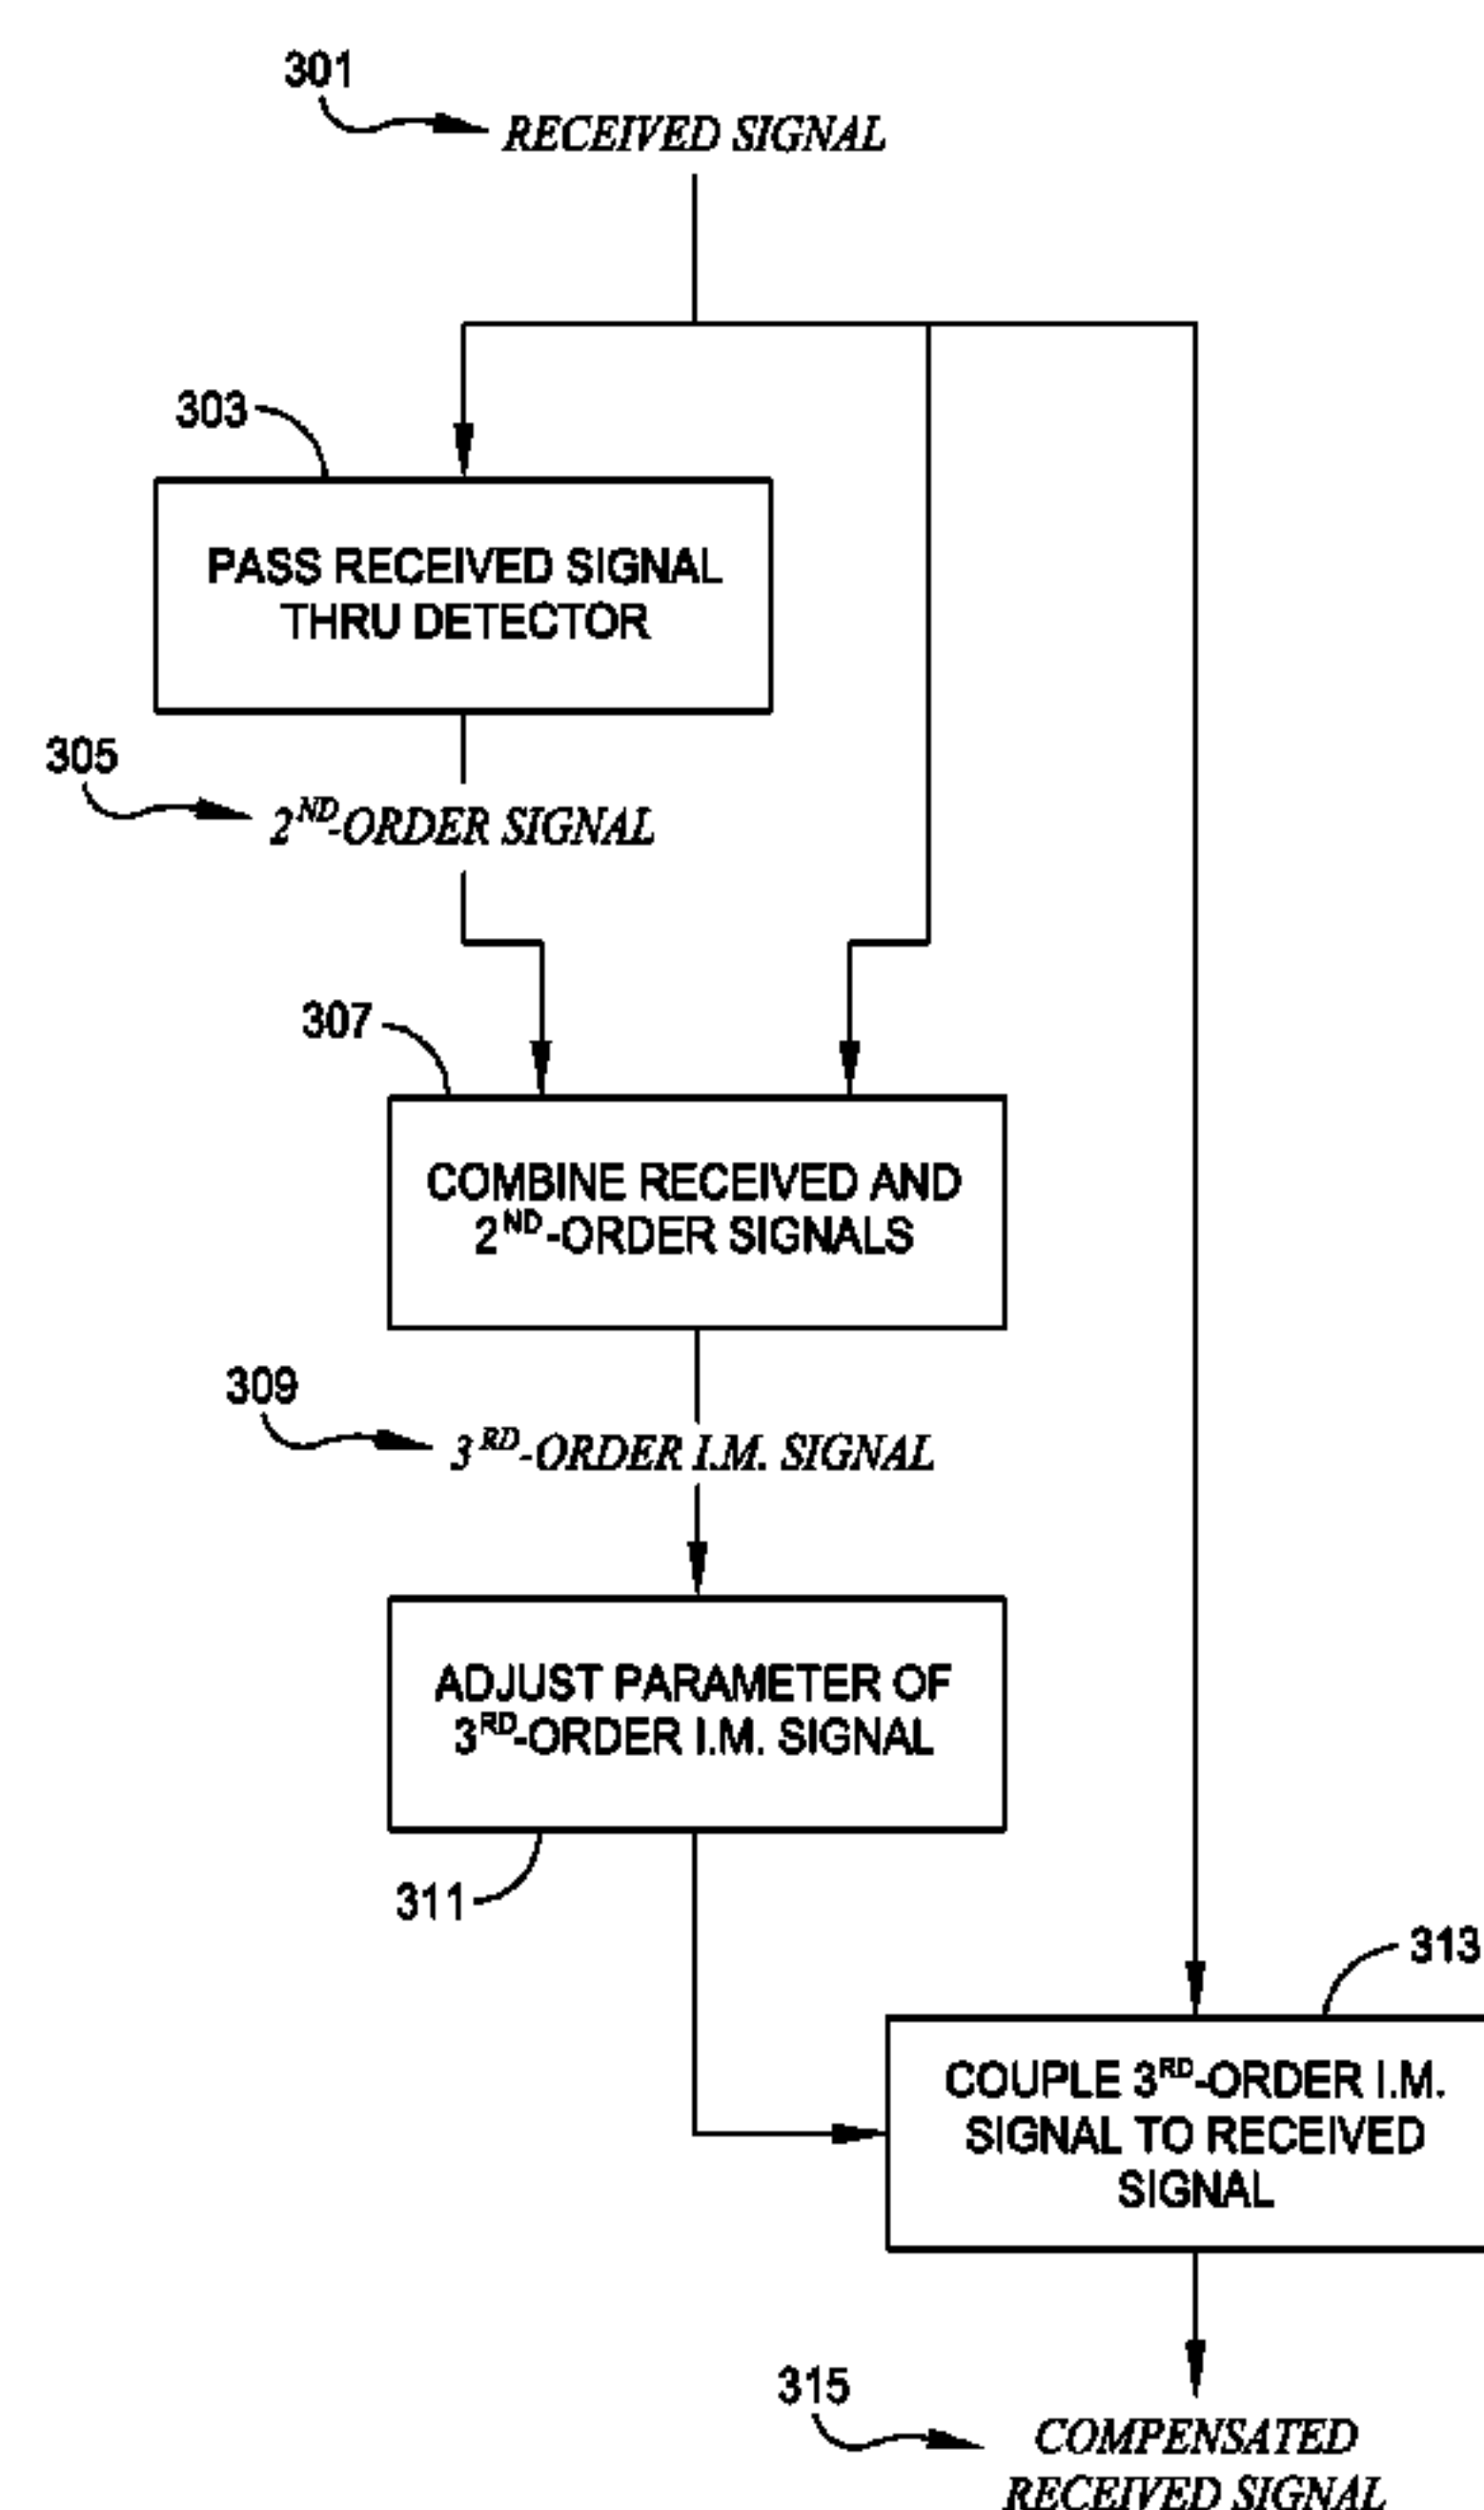 301
RECEIVED SIGNAL
303
PASS RECEIVED SIGNAL
THRU DETECTOR
305
2ND-ORDER SIGNAL
307
COMBINE RECEIVED AND
2ND-ORDER SIGNALS
309
3RD-ORDER I.M. SIGNAL
ADJUST PARAMETER OF
3RD-ORDER I.M. SIGNAL
311
313
COUPLE 3RD-ORDER I.M.
SIGNAL TO RECEIVED
SIGNAL
315
COMPENSATED
RECEIVED SIGNAL